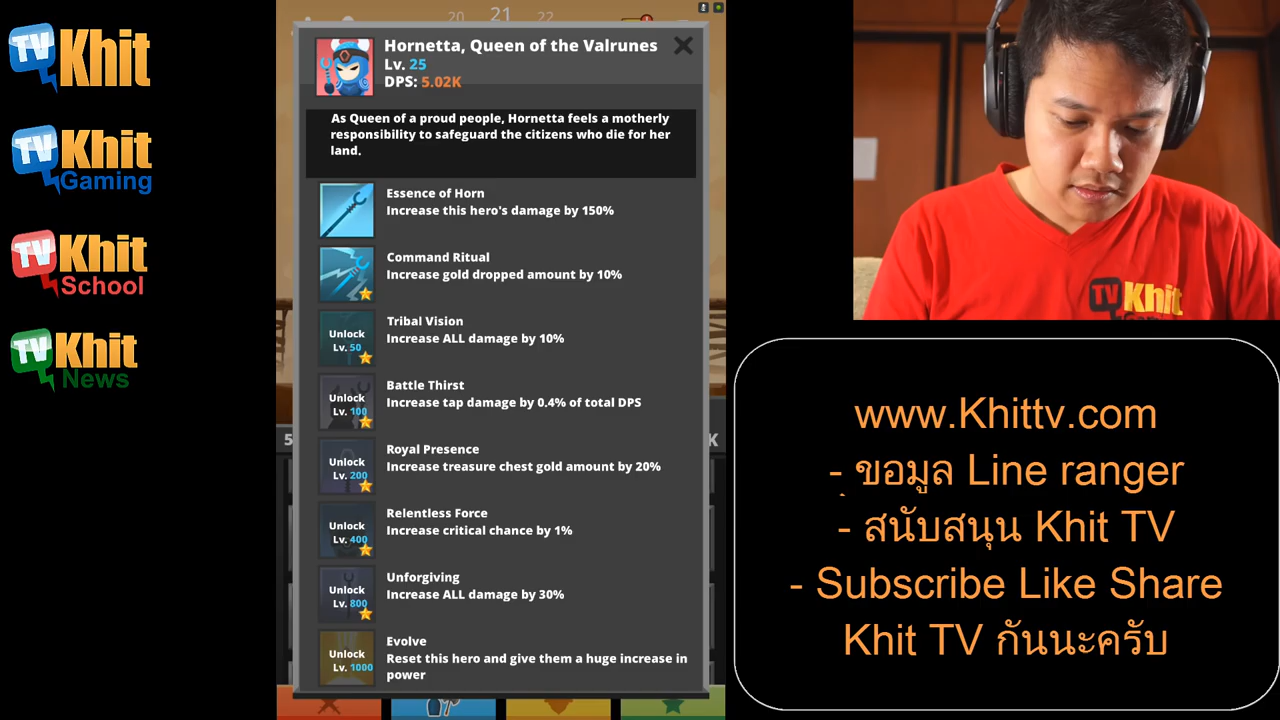 TV Khit
TV Khit
Gaming
TV Khit
School
TV Khit
News
20 21 22
Hornetta, Queen of the Valrunes
Lv. 25
DPS: 5.02K
As Queen of a proud people, Hornetta feels a motherly
responsibility to safeguard the citizens who die for her
land.
Essence of Horn
Increase this hero's damage by 150%
Command Ritual
Increase gold dropped amount by 10%
Unlock
Lv. 50
Tribal Vision
Increase ALL damage by 10%
Unlock
Lv. 100
Battle Thirst
Increase tap damage by 0.4% of total DPS
Unlock
Lv. 200
Royal Presence
Increase treasure chest gold amount by 20%
Unlock
Lv. 400
Relentless Force
Increase critical chance by 1%
Unlock
Lv. 800
Unforgiving
Increase ALL damage by 30%
Unlock
Lv. 1000
Evolve
Reset this hero and give them a huge increase in
power
5
K
TV Khit
www.Khittv.com
- ขอมูล Line ranger
- สนับสนุน Khit TV
- Subscribe Like Share
Khit TV กันนะครับ